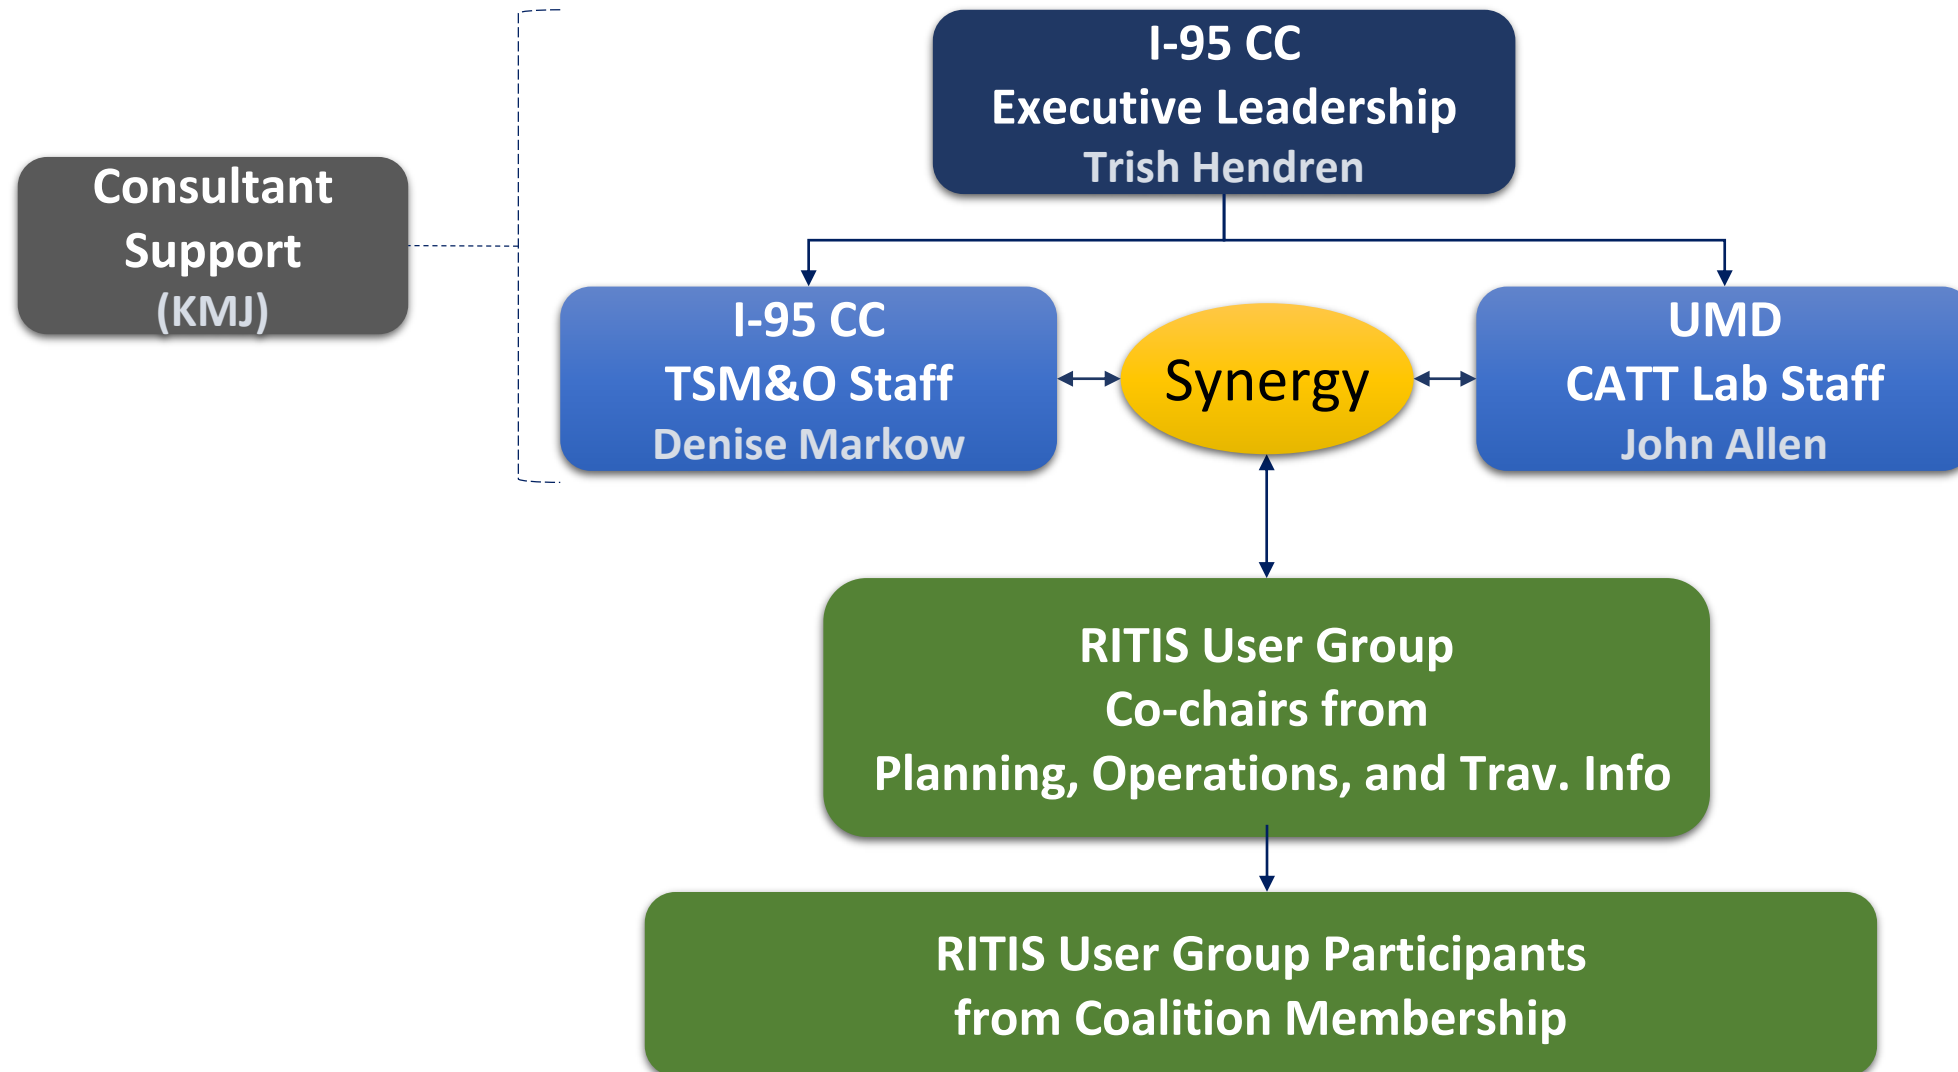 I-95 CC
Executive Leadership
Trish Hendren
Consultant
Support
(KMJ)
I-95 CC
TSM&O Staff
Denise Markow
Synergy
UMD
CATT Lab Staff
John Allen
RITIS User Group
Co-chairs from
Planning, Operations, and Trav. Info
RITIS User Group Participants
from Coalition Membership